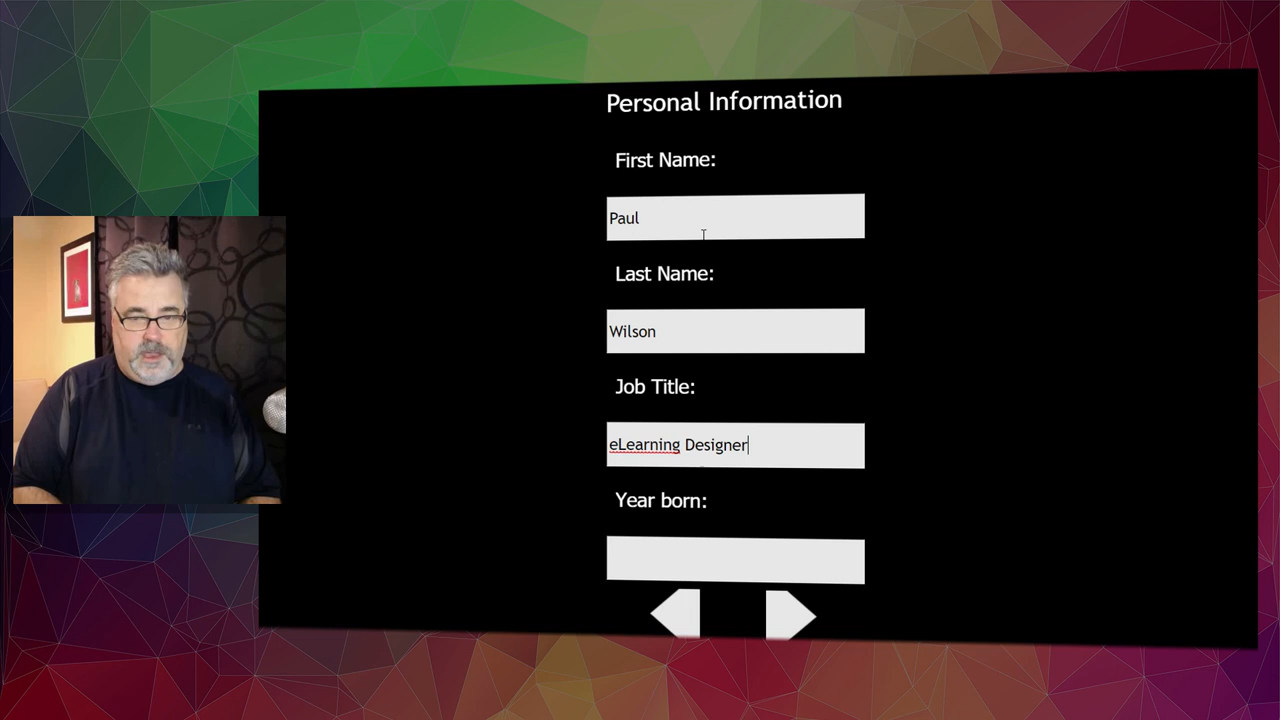 Personal Information
First Name:
Paul
Last Name:
Wilson
Job Title:
eLearning Designer
Year born: